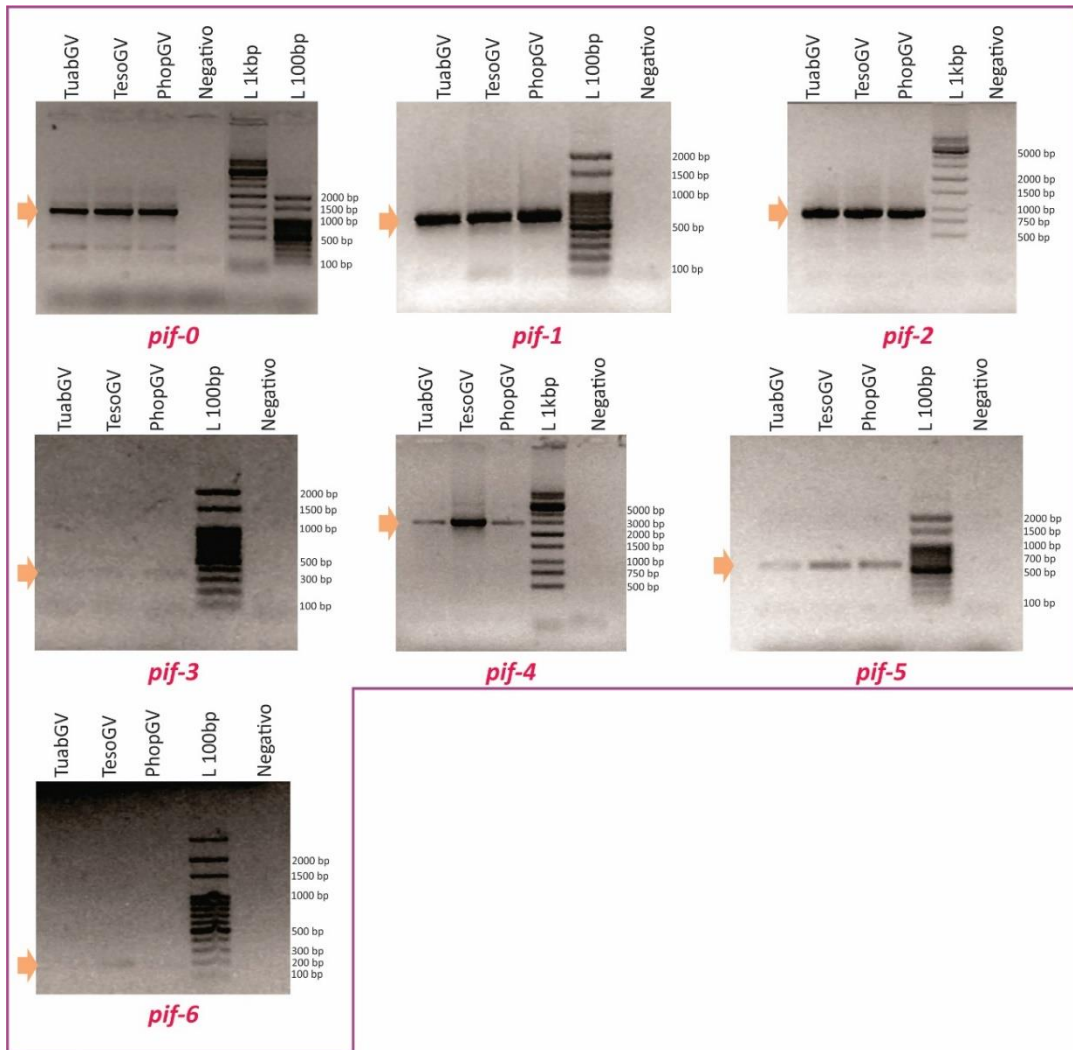 TuabGV
TesoGV
PhopGV
Negativo
L 1kbp
L 100bp
2000 bp
1500 bp
1000 bp
500 bp
100 bp
pif-0
TuabGV
TesoGV
PhopGV
L 100bp
Negativo
2000 bp
1500 bp
1000 bp
500 bp
100 bp
pif-1
TuabGV
TesoGV
PhopGV
L 1kbp
Negativo
5000 bp
2000 bp
1500 bp
1000 bp
750 bp
500 bp
pif-2
TuabGV
TesoGV
PhopGV
L 100bp
Negativo
2000 bp
1500 bp
1000 bp
500 bp
300 bp
100 bp
pif-3
TuabGV
TesoGV
PhopGV
L 1kbp
Negativo
5000 bp
3000 bp
2000 bp
1500 bp
1000 bp
750 bp
500 bp
pif-4
TuabGV
TesoGV
PhopGV
L 100bp
Negativo
2000 bp
1500 bp
1000 bp
700 bp
500 bp
100 bp
pif-5
TuabGV
TesoGV
PhopGV
L 100bp
Negativo
2000 bp
1500 bp
1000 bp
500 bp
300 bp
200 bp
100 bp
pif-6